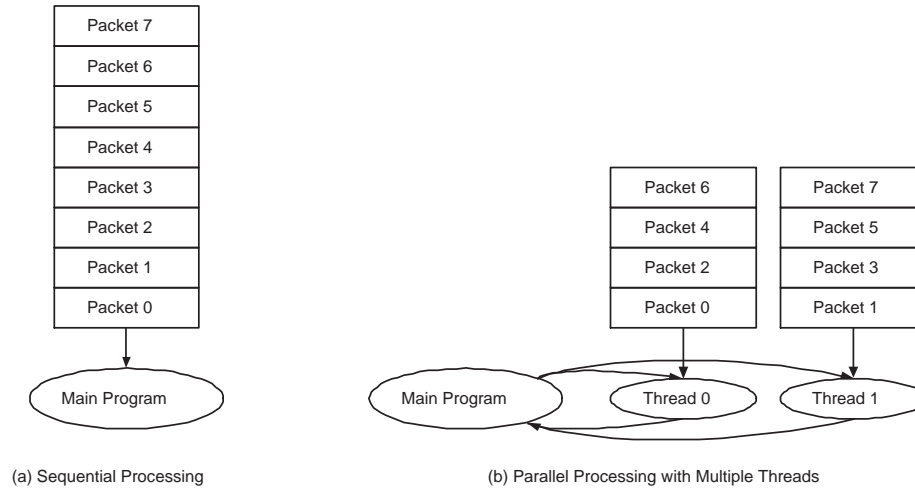 Packet 7
Packet 6
Packet 5
Packet 4
Packet 3
Packet 2
Packet 1
Packet 0
Main Program
(a) Sequential Processing
Packet 6
Packet 4
Packet 2
Packet 0
Packet 7
Packet 5
Packet 3
Packet 1
Main Program
Thread 0
Thread 1
(b) Parallel Processing with Multiple Threads